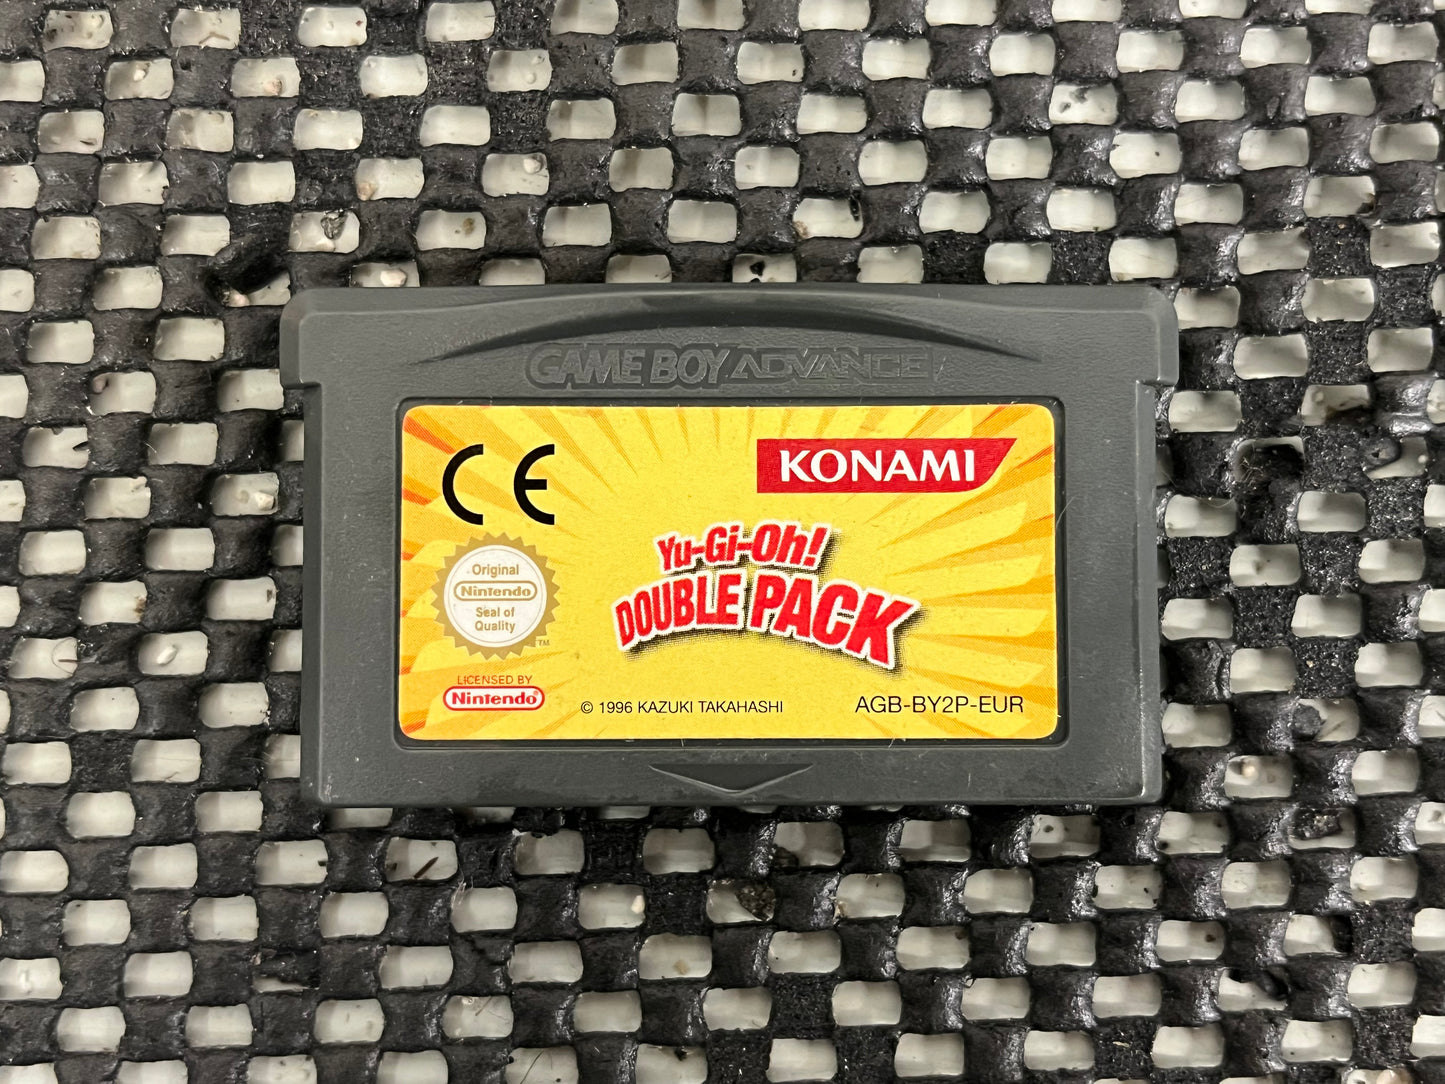 GAME BOY ADVANCE
CE
KONAMI
Yu-Gi-Oh!
DOUBLE PACK
Original
Nintendo
Seal of
Quality
TM
LICENSED BY
Nintendo®
© 1996 KAZUKI TAKAHASHI
AGB-BY2P-EUR